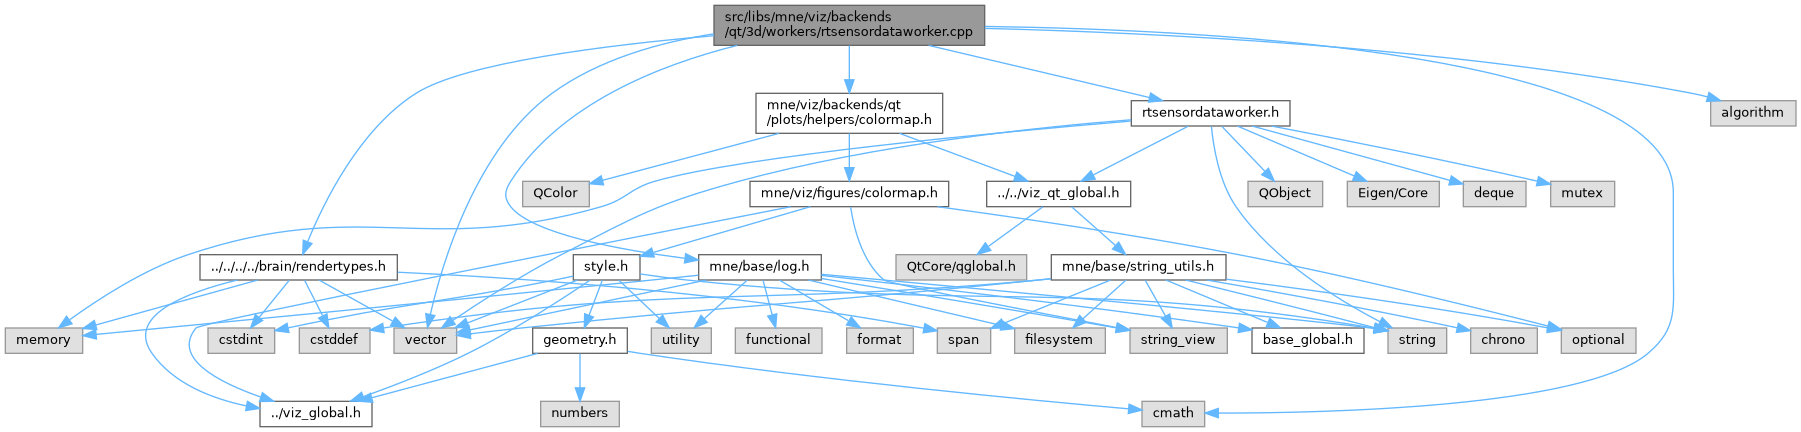 src/libs/mne/viz/backends
/qt/3d/workers/rtsensordataworker.cpp
mne/viz/backends/qt
/plots/helpers/colormap.h
rtsensordataworker.h
algorithm
QColor
mne/viz/figures/colormap.h
../../viz_qt_global.h
QObject
Eigen/Core
deque
mutex
../../../../brain/rendertypes.h
style.h
mne/base/log.h
QtCore/qglobal.h
mne/base/string_utils.h
memory
cstdint
cstddef
vector
geometry.h
utility
functional
format
span
filesystem
string_view
base_global.h
string
chrono
optional
../viz_global.h
numbers
cmath